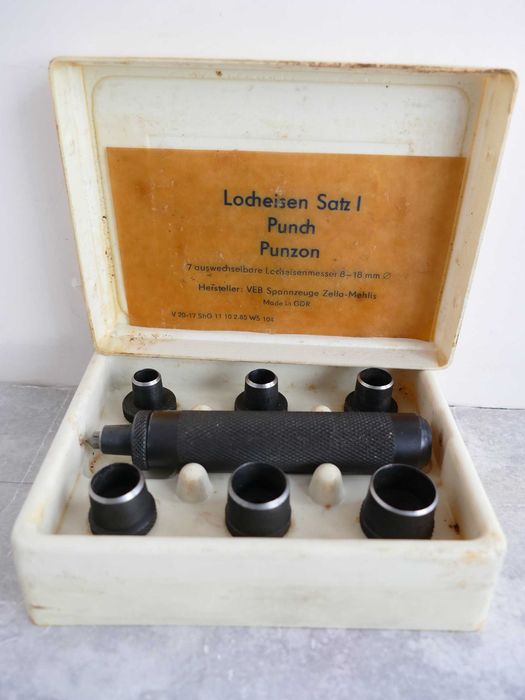 Locheisen Satz I
Punch
Punzon
7 auswechselbare Locheisenmesser 8–18 mm ∅
Hersteller: VEB Spannzeuge Zella-Mehlis
Made in GDR
V 20-17 ShG 11 10 2.85 WS 104